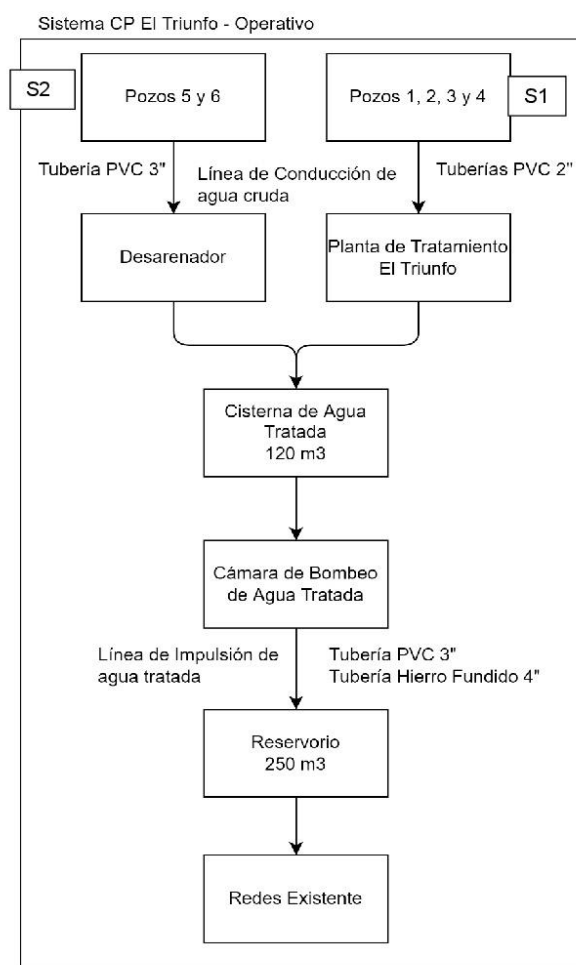 Sistema CP El Triunfo - Operativo
S2
Pozos 5 y 6
Pozos 1, 2, 3 y 4
S1
Tubería PVC 3"
Línea de Conducción de
agua cruda
Tuberías PVC 2"
Desarenador
Planta de Tratamiento
El Triunfo
Cisterna de Agua
Tratada
120 m3
Cámara de Bombeo
de Agua Tratada
Línea de Impulsión de
agua tratada
Tubería PVC 3"
Tubería Hierro Fundido 4"
Reservorio
250 m3
Redes Existente